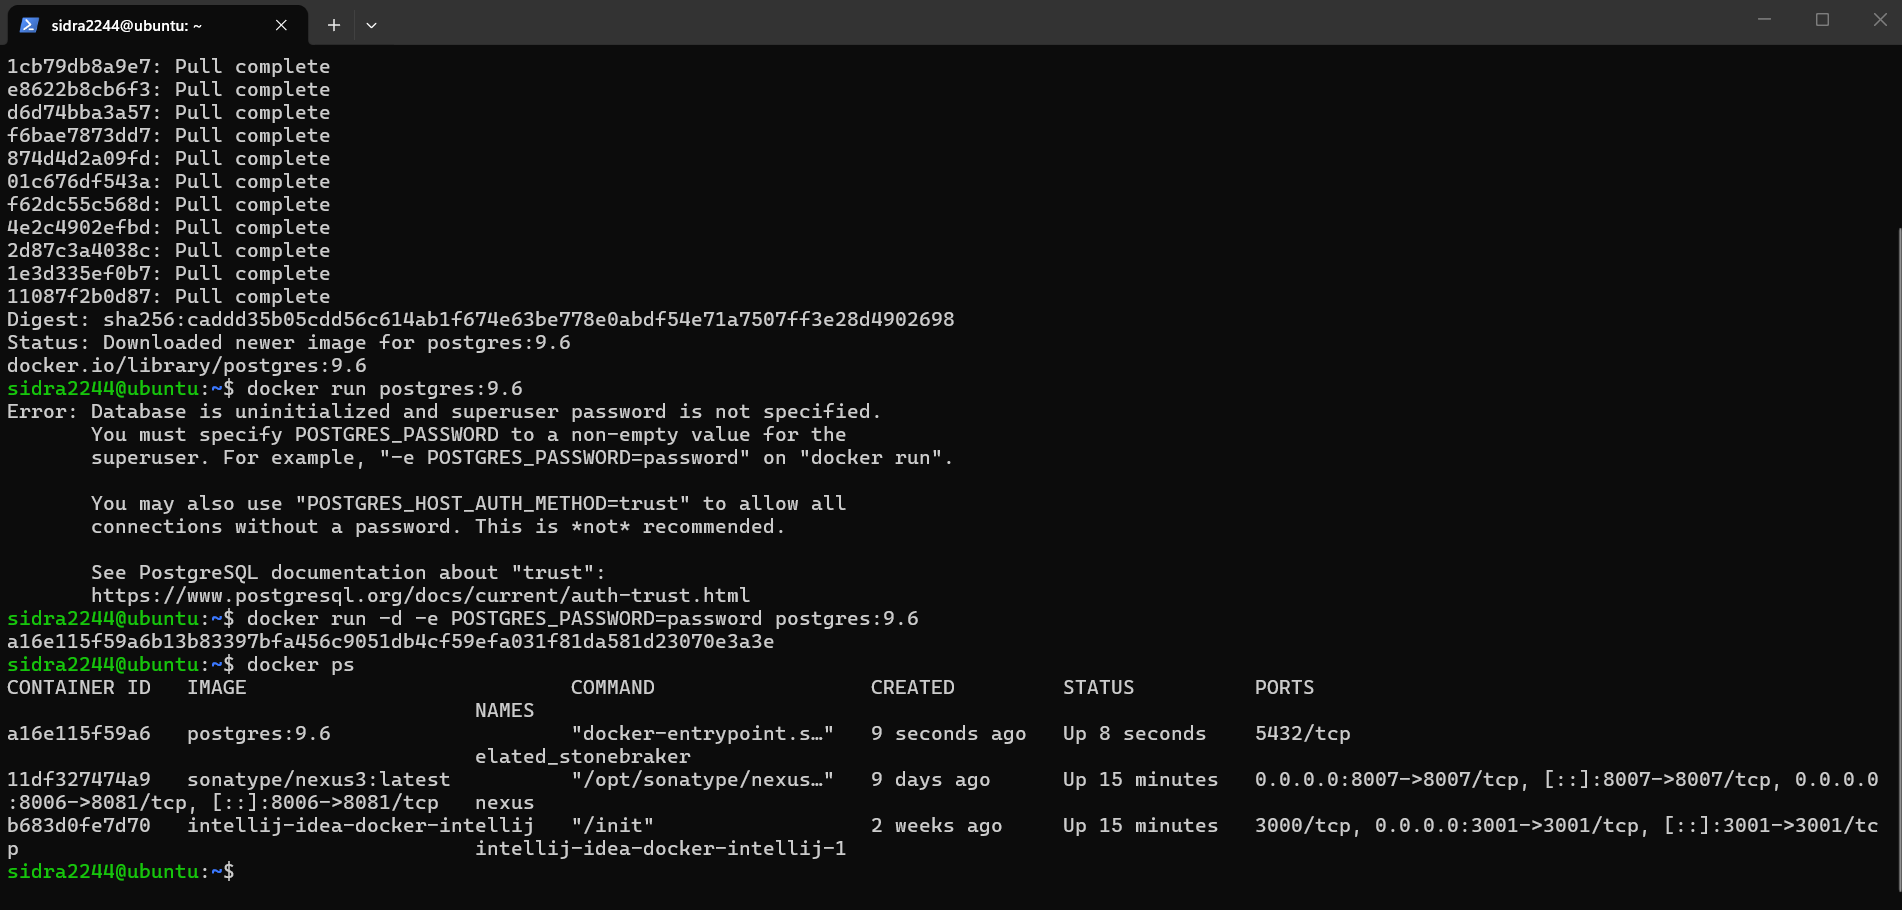 sidra2244@ubuntu: ~
1cb79db8a9e7: Pull complete
e8622b8cb6f3: Pull complete
d6d74bba3a57: Pull complete
f6bae7873dd7: Pull complete
874d4d2a09fd: Pull complete
01c676df543a: Pull complete
f62dc55c568d: Pull complete
4e2c4902efbd: Pull complete
2d87c3a4038c: Pull complete
1e3d335ef0b7: Pull complete
11087f2b0d87: Pull complete
Digest: sha256:caddd35b05cdd56c614ab1f674e63be778e0abdf54e71a7507ff3e28d4902698
Status: Downloaded newer image for postgres:9.6
docker.io/library/postgres:9.6
sidra2244@ubuntu:~$ docker run postgres:9.6
Error: Database is uninitialized and superuser password is not specified.
       You must specify POSTGRES_PASSWORD to a non-empty value for the
       superuser. For example, "-e POSTGRES_PASSWORD=password" on "docker run".

       You may also use "POSTGRES_HOST_AUTH_METHOD=trust" to allow all
       connections without a password. This is *not* recommended.

       See PostgreSQL documentation about "trust":
       https://www.postgresql.org/docs/current/auth-trust.html
sidra2244@ubuntu:~$ docker run -d -e POSTGRES_PASSWORD=password postgres:9.6
a16e115f59a6b13b83397bfa456c9051db4cf59efa031f81da581d23070e3a3e
sidra2244@ubuntu:~$ docker ps
CONTAINER ID   IMAGE                           COMMAND                  CREATED         STATUS          PORTS
                                       NAMES
a16e115f59a6   postgres:9.6                    "docker-entrypoint.s…"   9 seconds ago   Up 8 seconds    5432/tcp
                                       elated_stonebraker
11df327474a9   sonatype/nexus3:latest          "/opt/sonatype/nexus…"   9 days ago      Up 15 minutes   0.0.0.0:8007->8007/tcp, [::]:8007->8007/tcp, 0.0.0.0
:8006->8081/tcp, [::]:8006->8081/tcp   nexus
b683d0fe7d70   intellij-idea-docker-intellij   "/init"                  2 weeks ago     Up 15 minutes   3000/tcp, 0.0.0.0:3001->3001/tcp, [::]:3001->3001/tc
p                                      intellij-idea-docker-intellij-1
sidra2244@ubuntu:~$